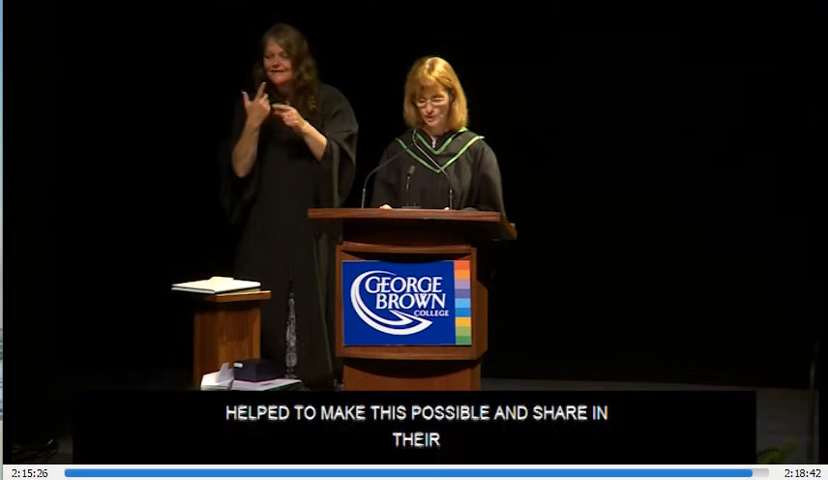 GEORGE
BROWN
COLLEGE
HELPED TO MAKE THIS POSSIBLE AND SHARE IN
THEIR
2:15:26
2:18:42